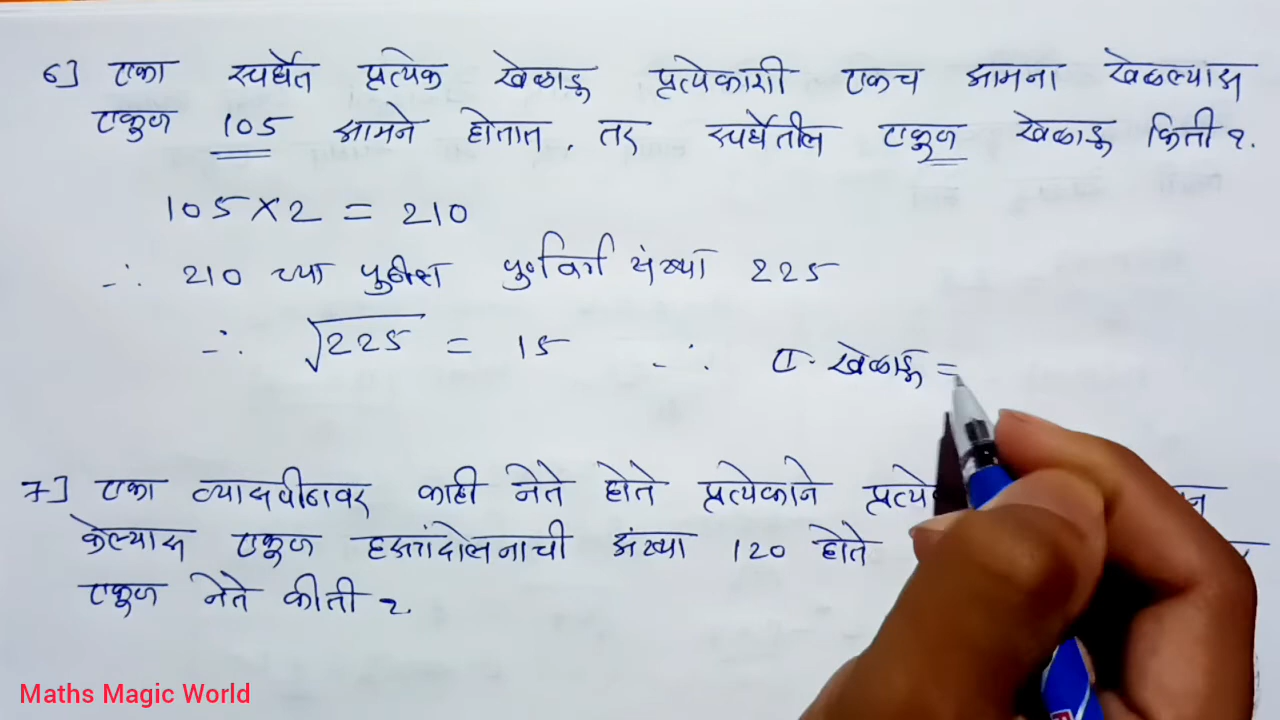 6] एका स्पर्धेत प्रत्येक खेळाडू प्रत्येकाशी एकच सामना खेळल्यास
एकुण 105 सामने होतात, तर स्पर्धेतील एकूण खेळाडू किती ?.
105 × 2 = 210
∴ 210 च्या पुढील पुर्णवर्ग संख्या 225
∴ √225 = 15 ∴ ए. खेळाडू =
7] एका व्यासपीठावर काही नेते होते प्रत्येकाने
केल्यास एकूण हस्तांदोलनाची संख्या 120 होते
एकुण नेते कीती ?
Maths Magic World